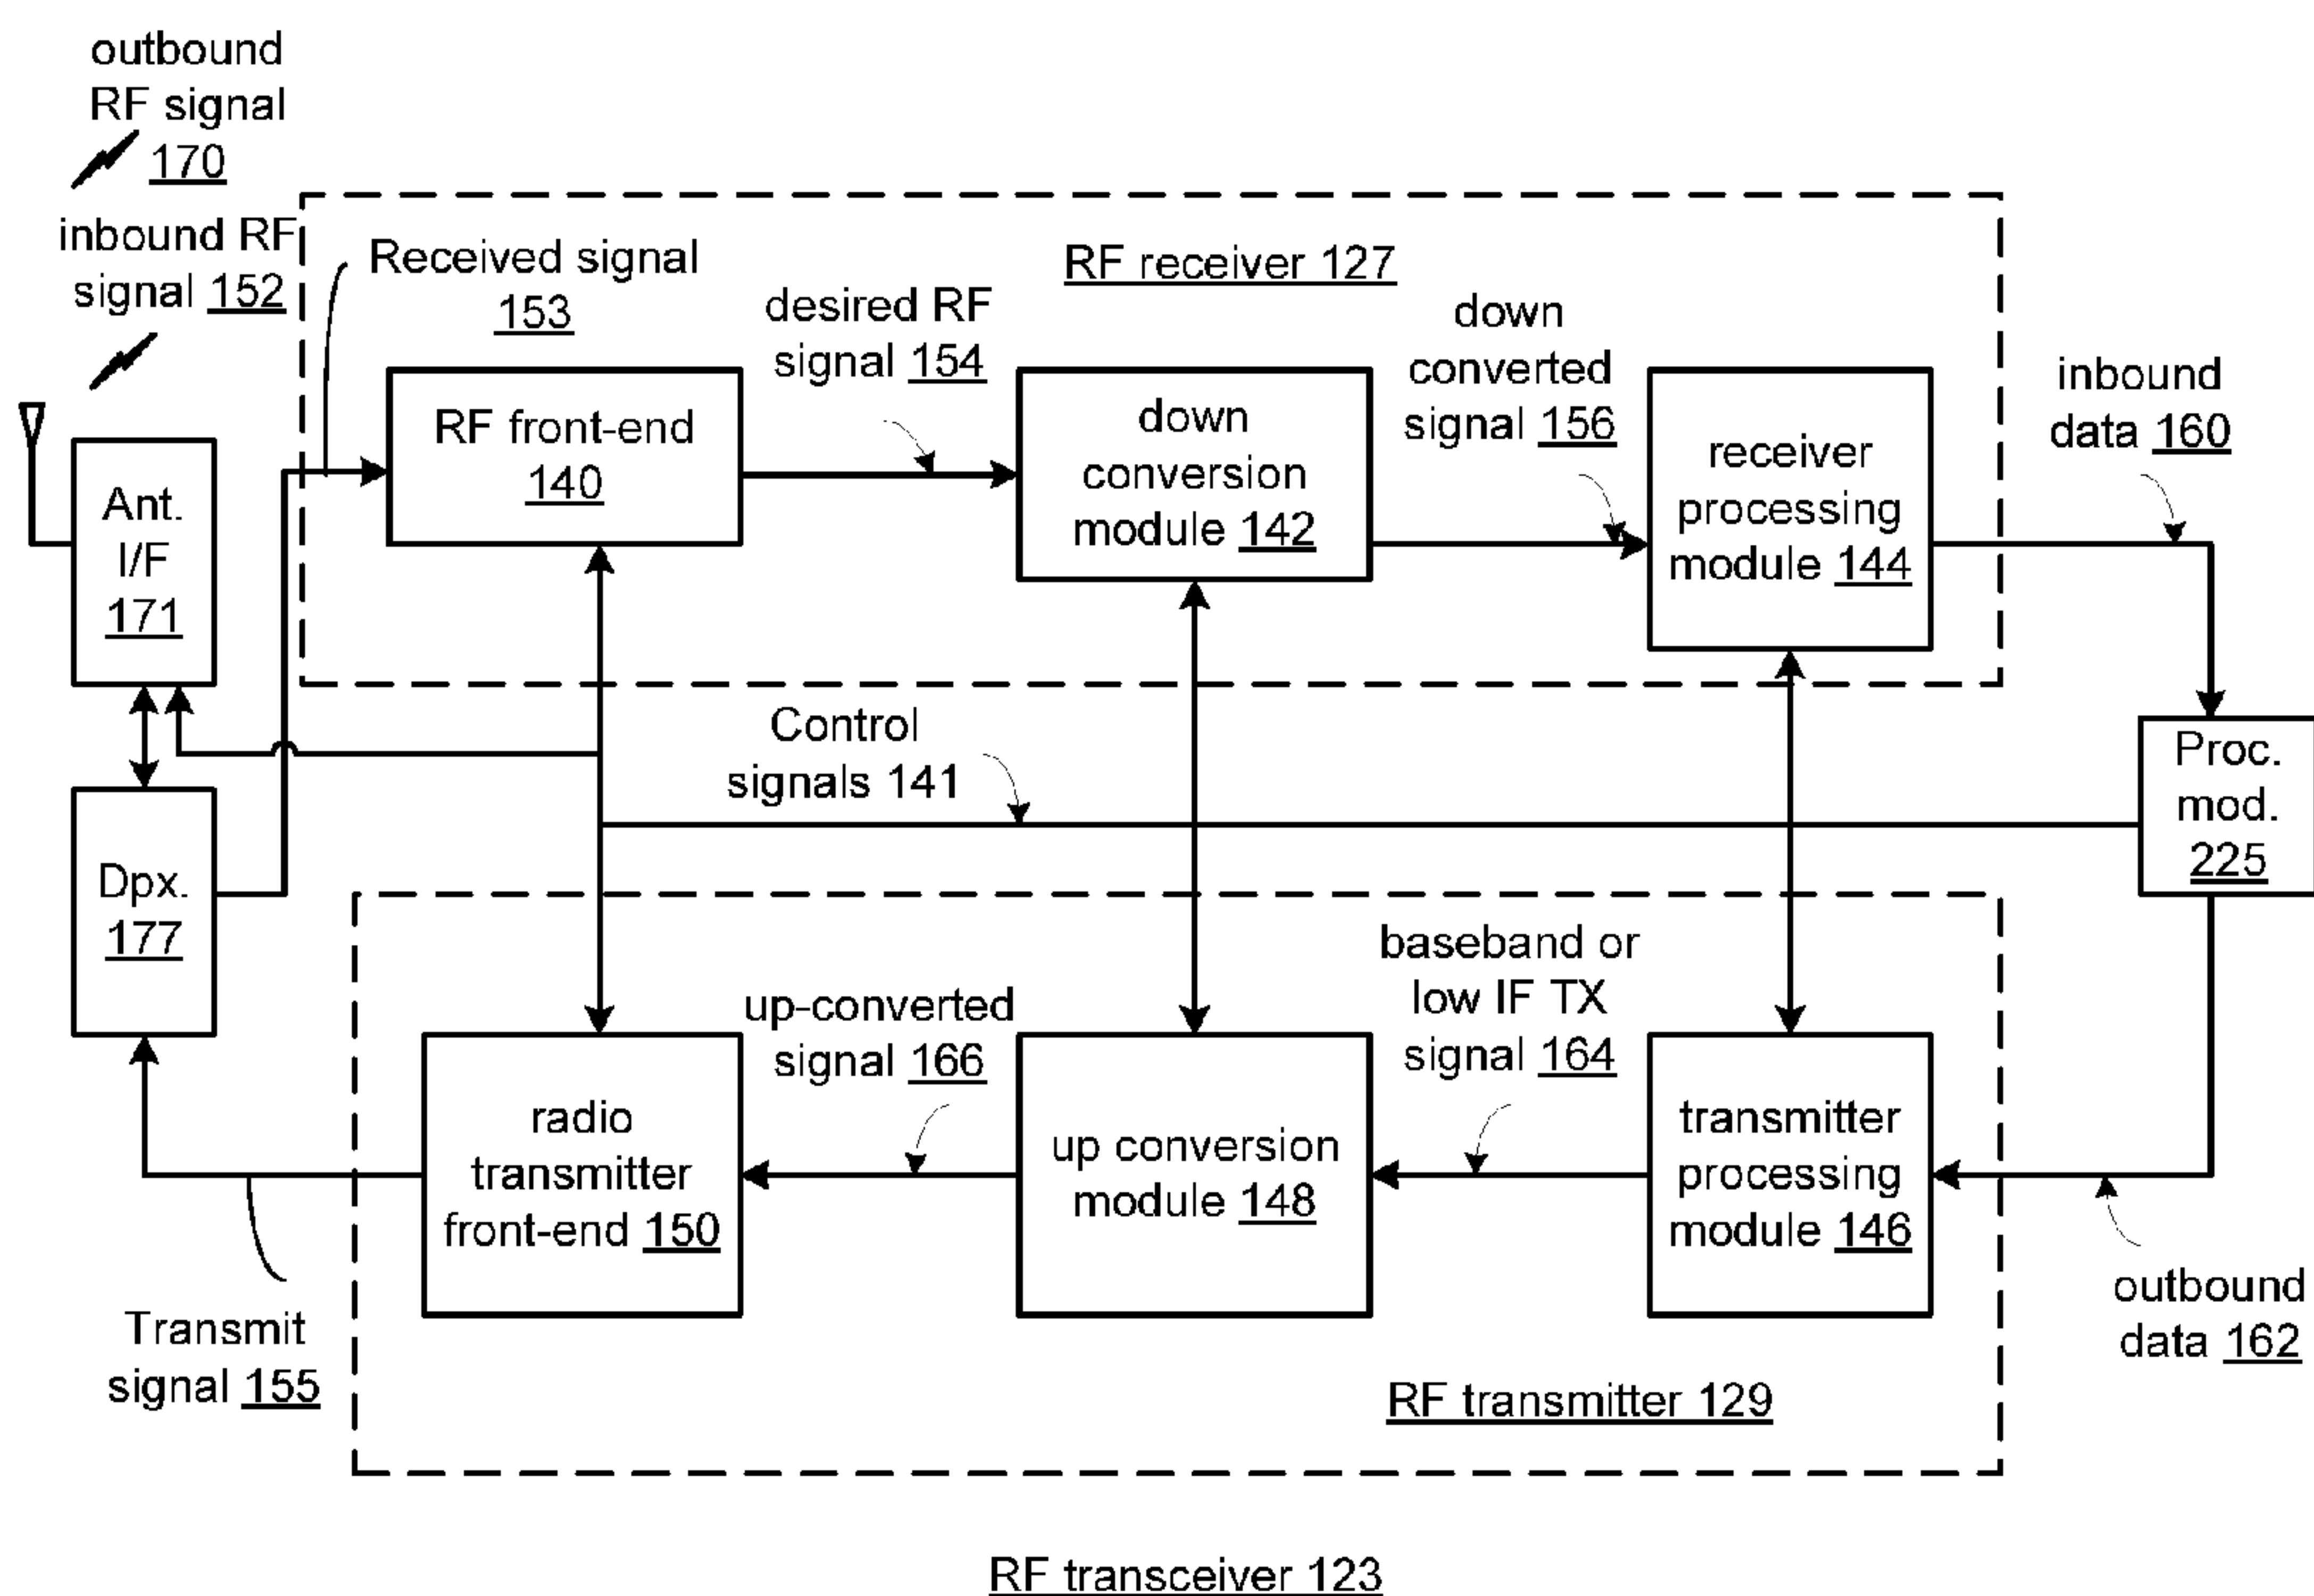 outbound
RF signal
170
inbound RF
signal 152
Received signal
153
RF receiver 127
desired RF
signal 154
down
converted
signal 156
inbound
data 160
RF front-end
140
down
conversion
module 142
receiver
processing
module 144
Ant.
I/F
171
Control
signals 141
Proc.
mod.
225
Dpx.
177
baseband or
low IF TX
signal 164
up-converted
signal 166
radio
transmitter
front-end 150
up conversion
module 148
transmitter
processing
module 146
outbound
data 162
Transmit
signal 155
RF transmitter 129
RF transceiver 123